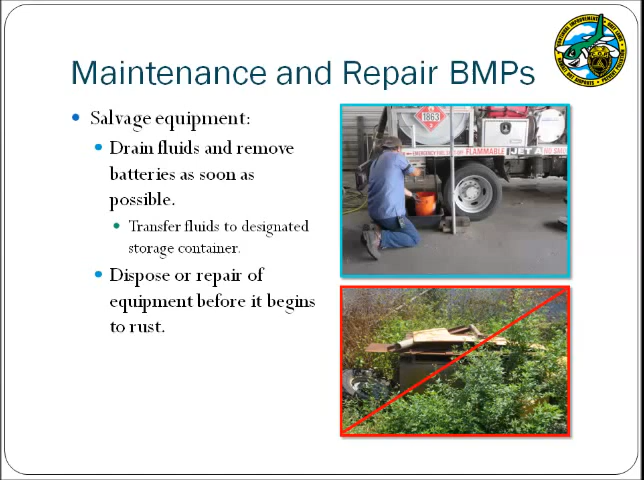 Maintenance and Repair BMPs
Salvage equipment:
Drain fluids and remove
batteries as soon as
possible.
Transfer fluids to designated
storage container.
Dispose or repair of
equipment before it begins
to rust.
1863
FLAMMABLE
JET A